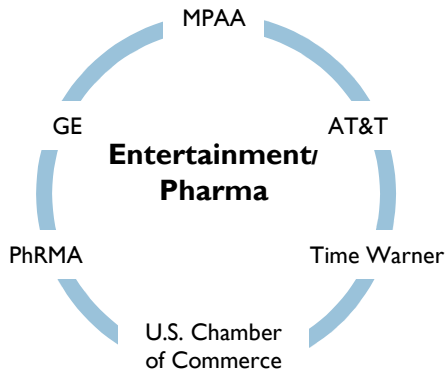 MPAA
GE
AT&T
Entertainment/
Pharma
PhRMA
Time Warner
U.S. Chamber
of Commerce